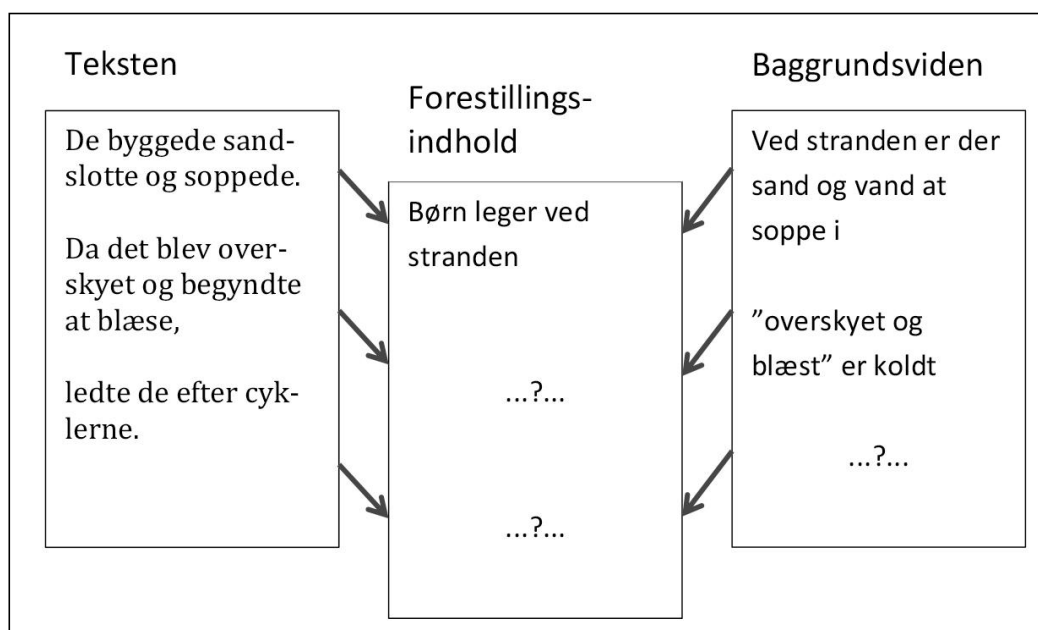 Teksten
De byggede sand-
slotte og soppede.
Da det blev over-
skyet og begyndte
at blæse,
ledte de efter cyk-
lerne.
Forestillings-
indhold
Børn leger ved
stranden
...?...
...?...
Baggrundsviden
Ved stranden er der
sand og vand at
soppe i
”overskyet og
blæst” er koldt
...?...